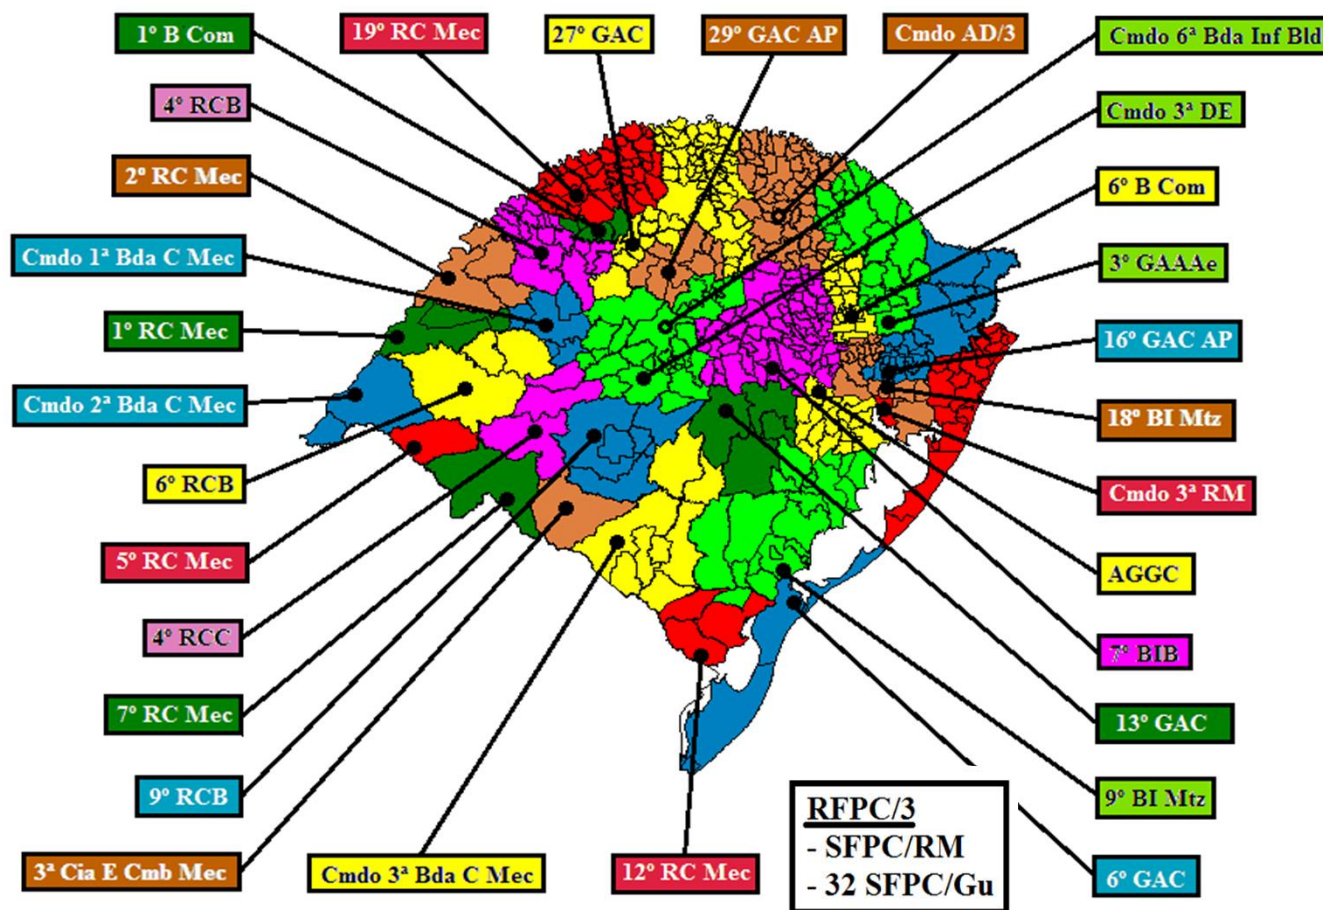 1º B Com
19º RC Mec
27º GAC
29º GAC AP
Cmdo AD/3
Cmdo 6ª Bda Inf Bld
4º RCB
Cmdo 3ª DE
2º RC Mec
6º B Com
Cmdo 1ª Bda C Mec
3º GAAAe
1º RC Mec
16º GAC AP
Cmdo 2ª Bda C Mec
18º BI Mtz
6º RCB
Cmdo 3ª RM
5º RC Mec
AGGC
4º RCC
7º BIB
7º RC Mec
13º GAC
9º RCB
9º BI Mtz
3ª Cia E Cmb Mec
Cmdo 3ª Bda C Mec
12º RC Mec
6º GAC
RFPC/3
- SFPC/RM
- 32 SFPC/Gu